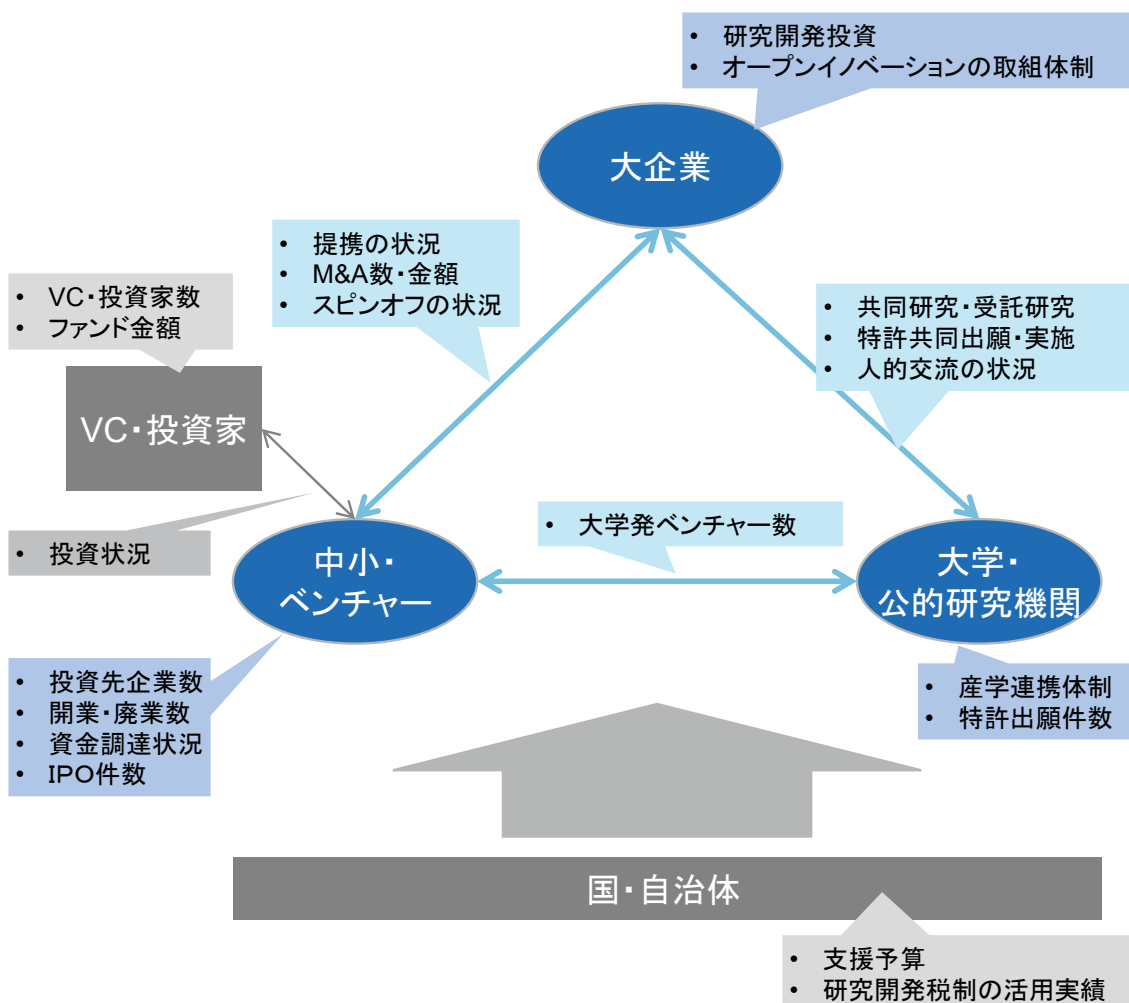 • 研究開発投資
• オープンイノベーションの取組体制
大企業
• 提携の状況
• M&A数・金額
• スピンオフの状況
• VC・投資家数
• ファンド金額
• 共同研究・受託研究
• 特許共同出願・実施
• 人的交流の状況
VC・投資家
• 大学発ベンチャー数
• 投資状況
中小・
ベンチャー
大学・
公的研究機関
• 投資先企業数
• 開業・廃業数
• 資金調達状況
• IPO件数
• 産学連携体制
• 特許出願件数
国・自治体
• 支援予算
• 研究開発税制の活用実績